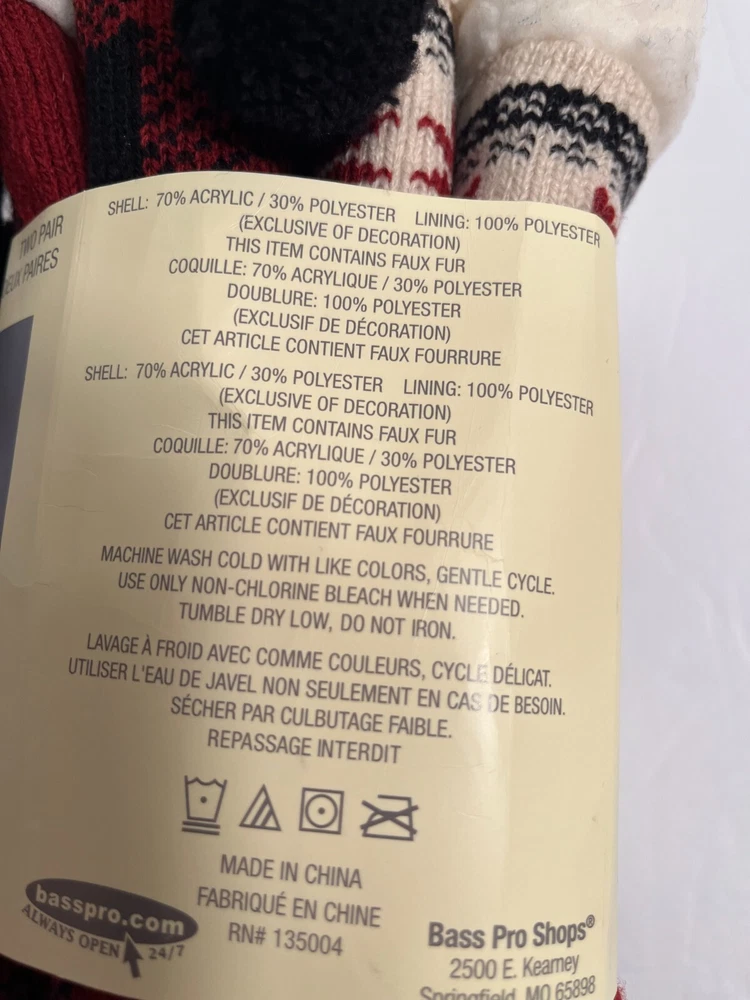 TWO PAIR
DEUX PAIRES
SHELL: 70% ACRYLIC / 30% POLYESTER LINING: 100% POLYESTER
(EXCLUSIVE OF DECORATION)
THIS ITEM CONTAINS FAUX FUR
COQUILLE: 70% ACRYLIQUE / 30% POLYESTER
DOUBLURE: 100% POLYESTER
(EXCLUSIF DE DÉCORATION)
CET ARTICLE CONTIENT FAUX FOURRURE
SHELL: 70% ACRYLIC / 30% POLYESTER LINING: 100% POLYESTER
(EXCLUSIVE OF DECORATION)
THIS ITEM CONTAINS FAUX FUR
COQUILLE: 70% ACRYLIQUE / 30% POLYESTER
DOUBLURE: 100% POLYESTER
(EXCLUSIF DE DÉCORATION)
CET ARTICLE CONTIENT FAUX FOURRURE
MACHINE WASH COLD WITH LIKE COLORS, GENTLE CYCLE.
USE ONLY NON-CHLORINE BLEACH WHEN NEEDED.
TUMBLE DRY LOW, DO NOT IRON.
LAVAGE À FROID AVEC COMME COULEURS, CYCLE DÉLICAT.
UTILISER L'EAU DE JAVEL NON SEULEMENT EN CAS DE BESOIN.
SÉCHER PAR CULBUTAGE FAIBLE.
REPASSAGE INTERDIT
MADE IN CHINA
FABRIQUÉ EN CHINE
RN# 135004
basspro.com
ALWAYS OPEN 24/7
Bass Pro Shops®
2500 E. Kearney
Springfield, MO 65898